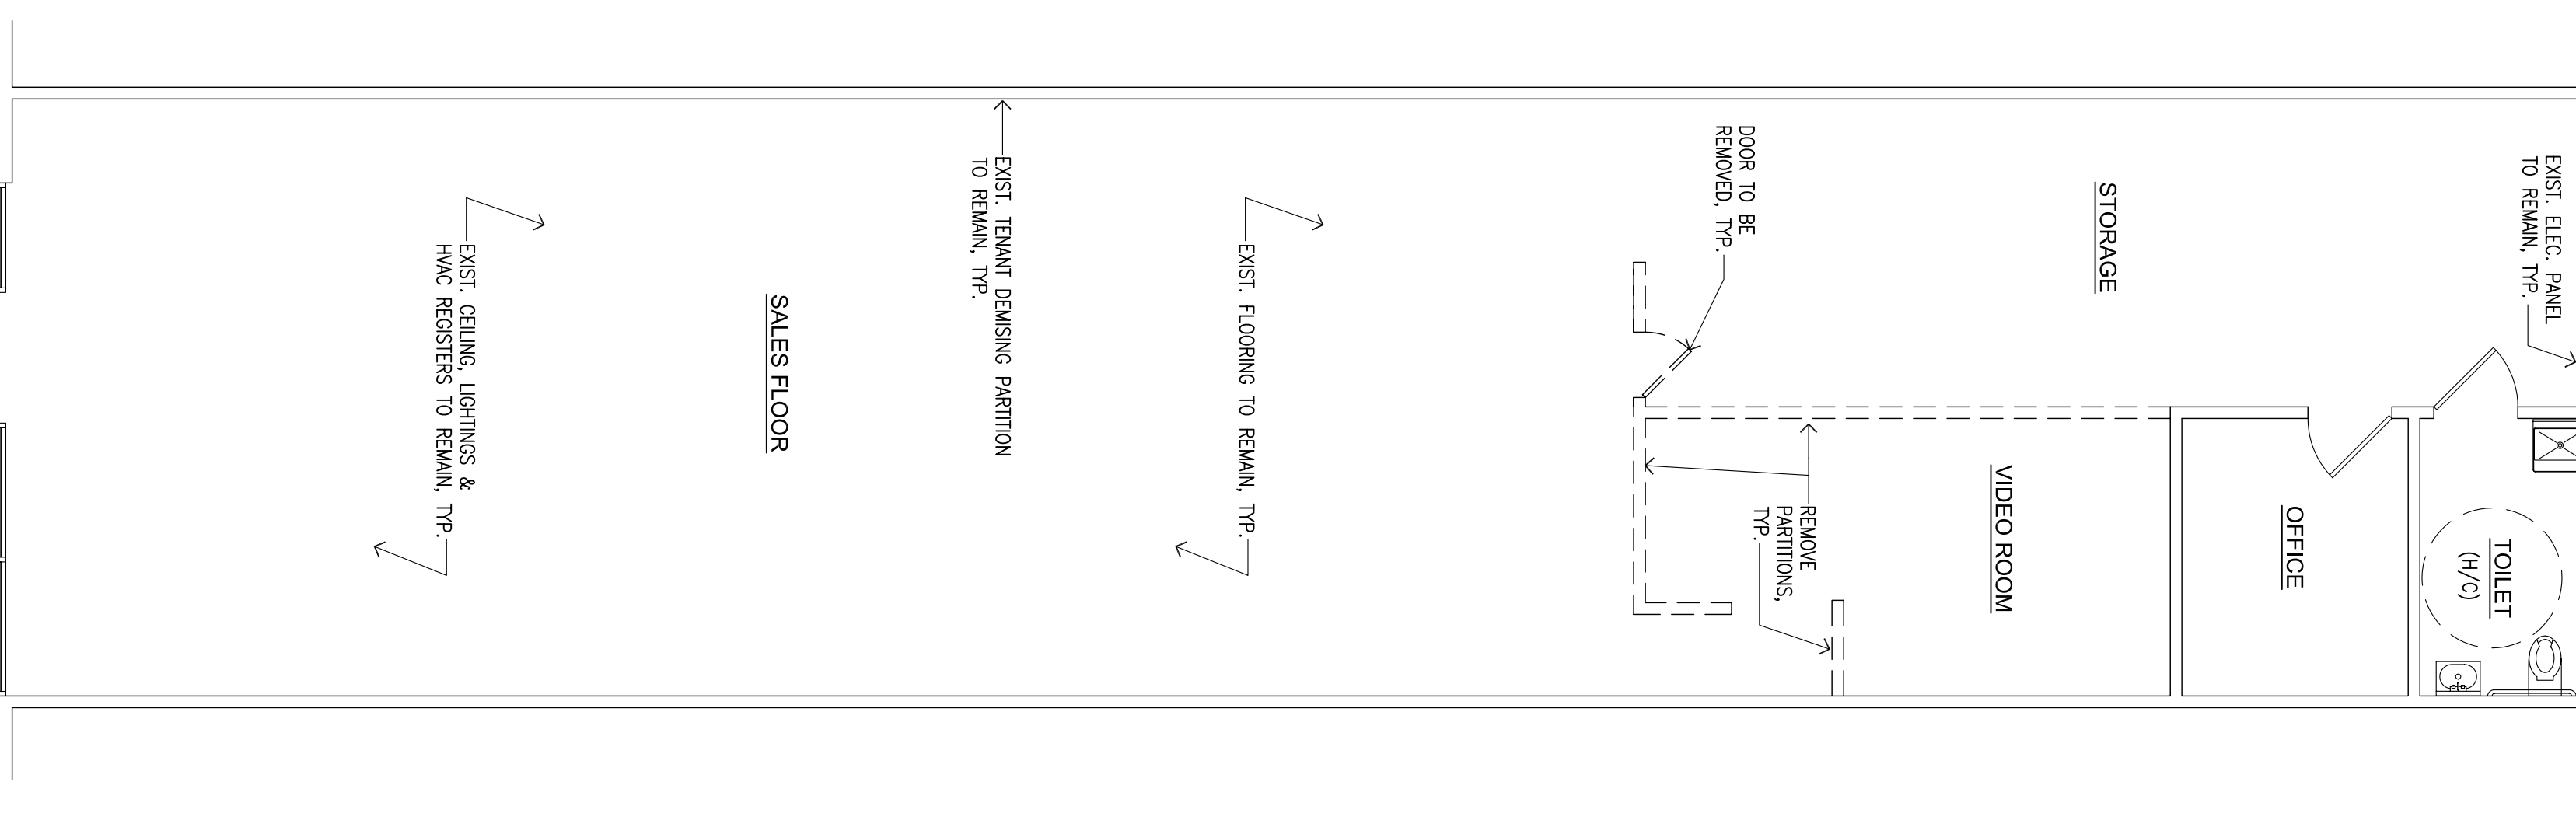 EXIST. ELEC. PANEL
TO REMAIN, TYP.
STORAGE
DOOR TO BE
REMOVED, TYP.
TOILET
(H/C)
OFFICE
VIDEO ROOM
REMOVE
PARTITIONS,
TYP.
EXIST. FLOORING TO REMAIN, TYP.
EXIST. TENANT DEMISING PARTITION
TO REMAIN, TYP.
SALES FLOOR
EXIST. CEILING, LIGHTINGS &
HVAC REGISTERS TO REMAIN, TYP.